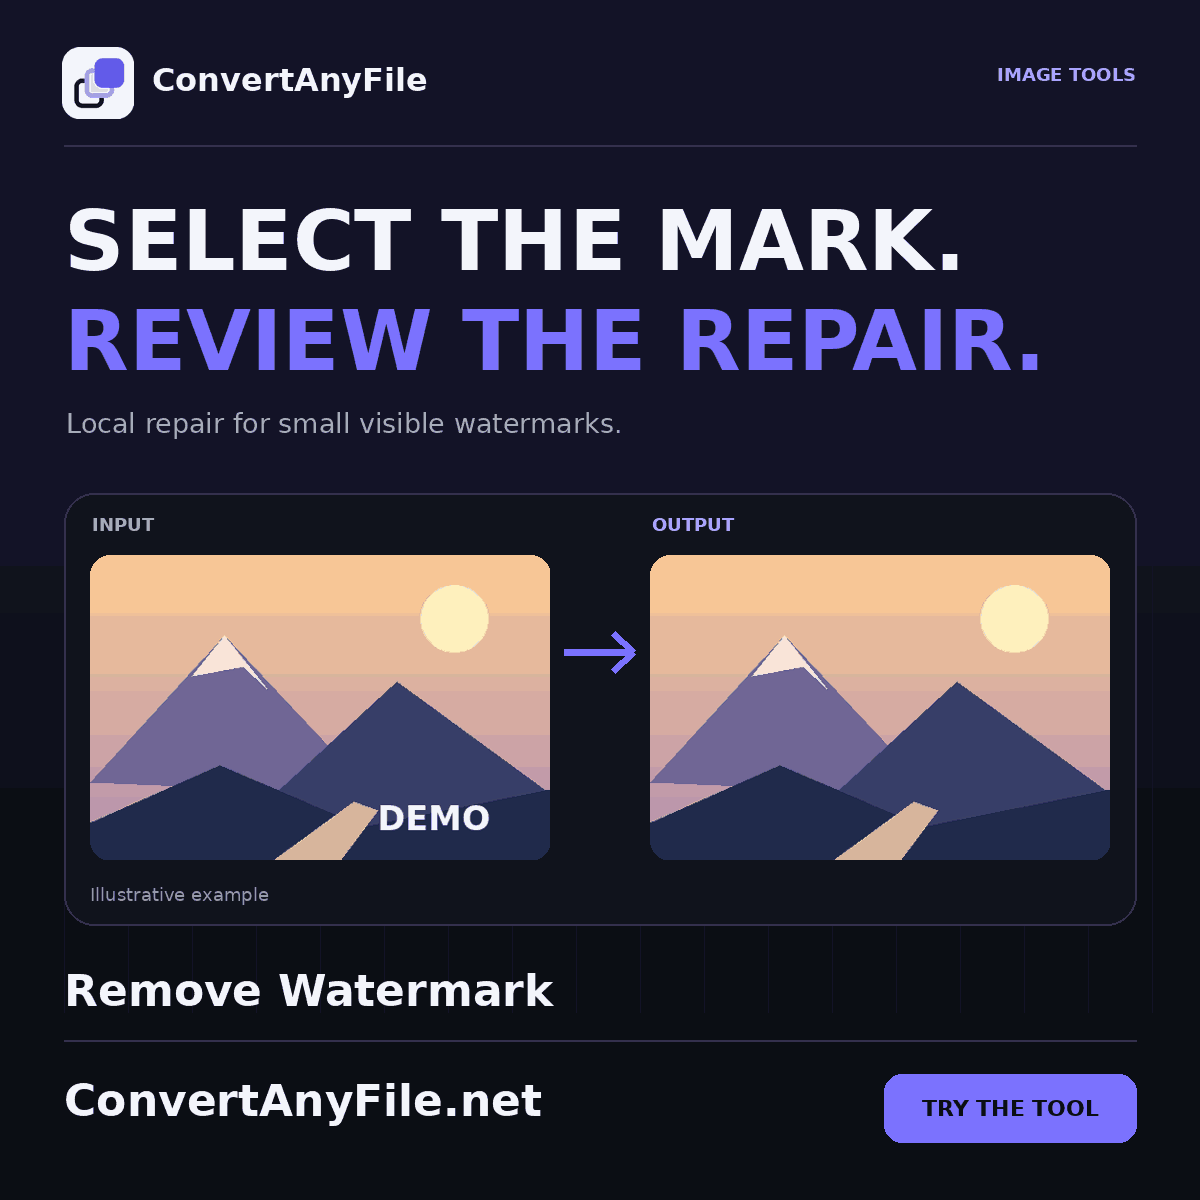 ConvertAnyFile
IMAGE TOOLS
SELECT THE MARK.
REVIEW THE REPAIR.
Local repair for small visible watermarks.
INPUT
OUTPUT
DEMO
Illustrative example
Remove Watermark
ConvertAnyFile.net
TRY THE TOOL